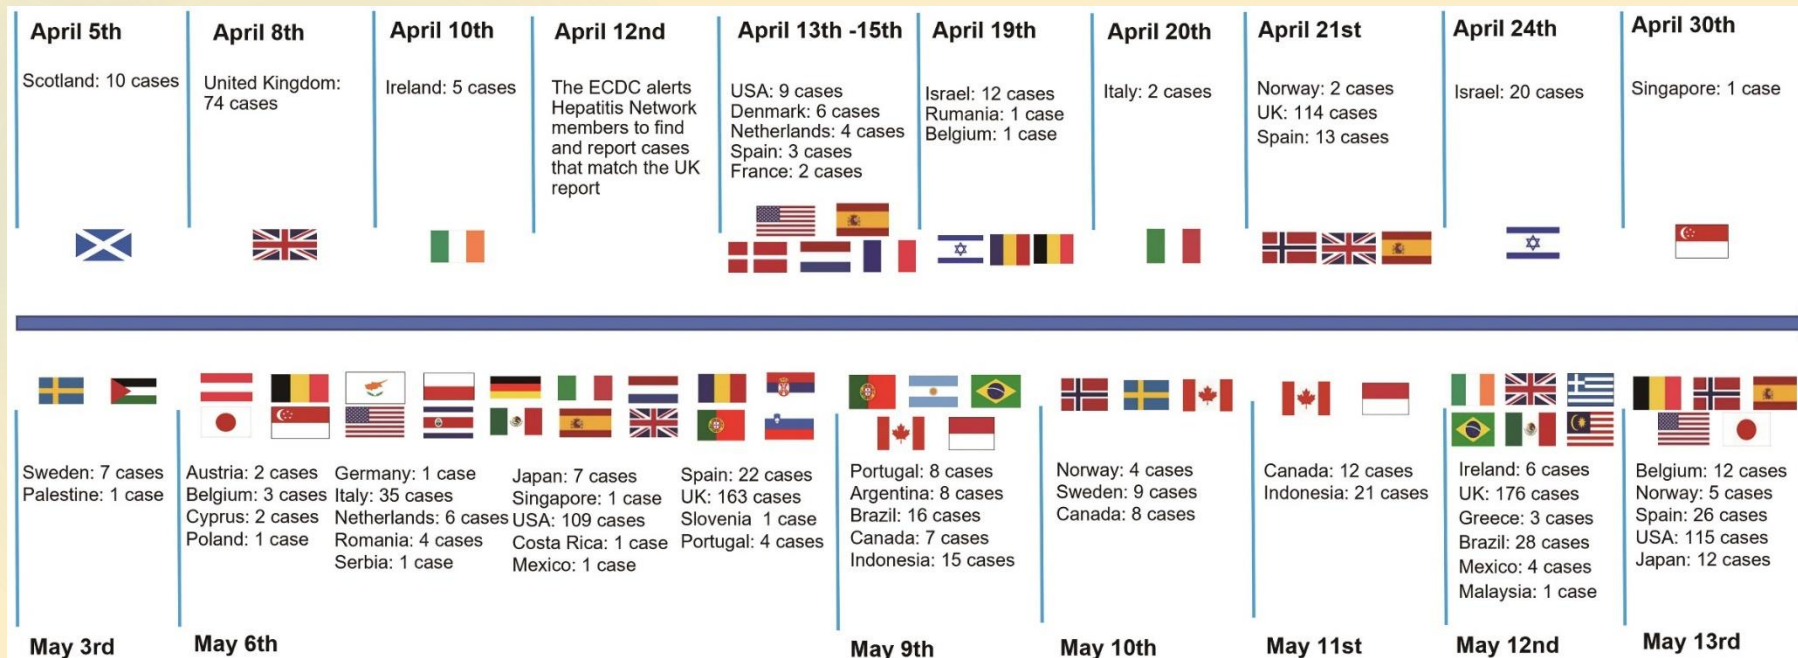 April 5th
Scotland: 10 cases
April 8th
United Kingdom:
74 cases
April 10th
Ireland: 5 cases
April 12nd
The ECDC alerts
Hepatitis Network
members to find
and report cases
that match the UK
report
April 13th -15th
USA: 9 cases
Denmark: 6 cases
Netherlands: 4 cases
Spain: 3 cases
France: 2 cases
April 19th
Israel: 12 cases
Rumania: 1 case
Belgium: 1 case
April 20th
Italy: 2 cases
April 21st
Norway: 2 cases
UK: 114 cases
Spain: 13 cases
April 24th
Israel: 20 cases
April 30th
Singapore: 1 case
Sweden: 7 cases
Palestine: 1 case
May 3rd
Austria: 2 cases
Belgium: 3 cases
Cyprus: 2 cases
Poland: 1 case
Germany: 1 case
Italy: 35 cases
Netherlands: 6 cases
Romania: 4 cases
Serbia: 1 case
Japan: 7 cases
Singapore: 1 case
USA: 109 cases
Costa Rica: 1 case
Mexico: 1 case
Spain: 22 cases
UK: 163 cases
Slovenia 1 case
Portugal: 4 cases
May 6th
Portugal: 8 cases
Argentina: 8 cases
Brazil: 16 cases
Canada: 7 cases
Indonesia: 15 cases
May 9th
Norway: 4 cases
Sweden: 9 cases
Canada: 8 cases
May 10th
Canada: 12 cases
Indonesia: 21 cases
May 11st
Ireland: 6 cases
UK: 176 cases
Greece: 3 cases
Brazil: 28 cases
Mexico: 4 cases
Malaysia: 1 case
May 12nd
Belgium: 12 cases
Norway: 5 cases
Spain: 26 cases
USA: 115 cases
Japan: 12 cases
May 13rd